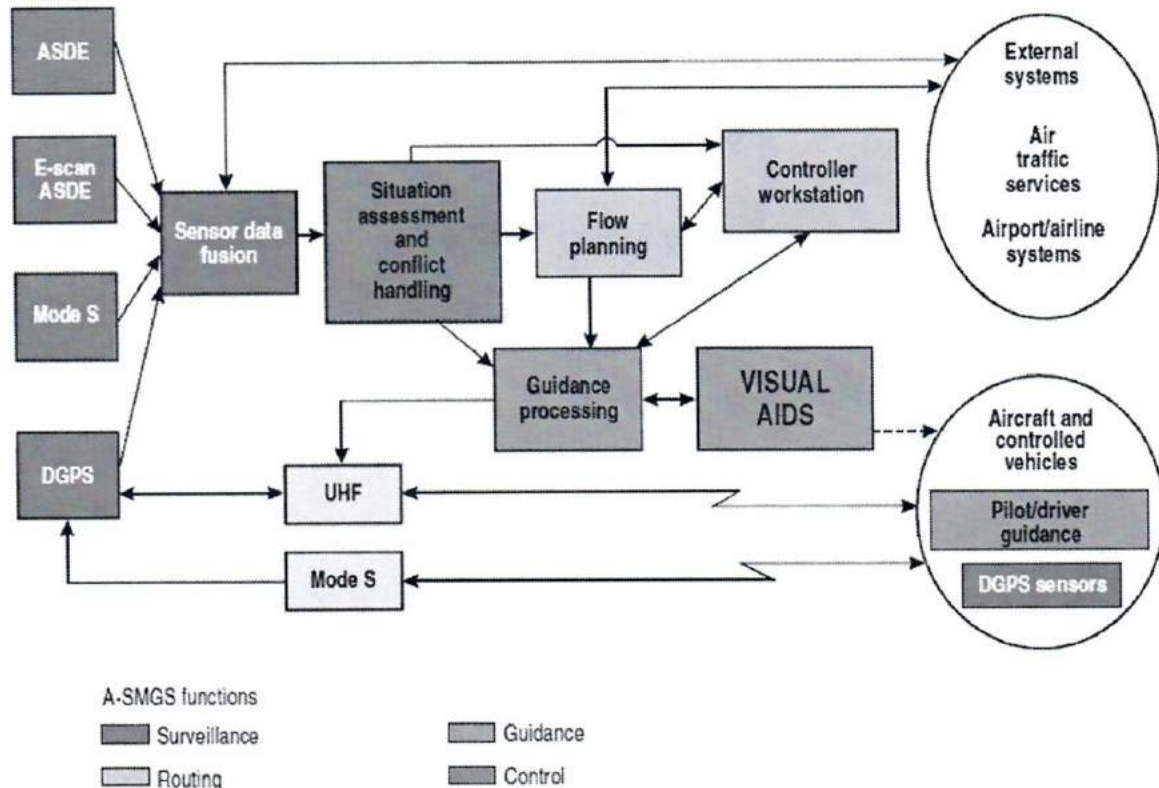 ASDE
E-scan
ASDE
Mode S
DGPS
Sensor data
fusion
Situation
assessment
and
conflict
handling
Flow
planning
Controller
workstation
External
systems
Air
traffic
services
Airport/airline
systems
Guidance
processing
VISUAL
AIDS
UHF
Mode S
Aircraft and
controlled
vehicles
Pilot/driver
guidance
DGPS sensors
A-SMGS functions
Surveillance
Routing
Guidance
Control